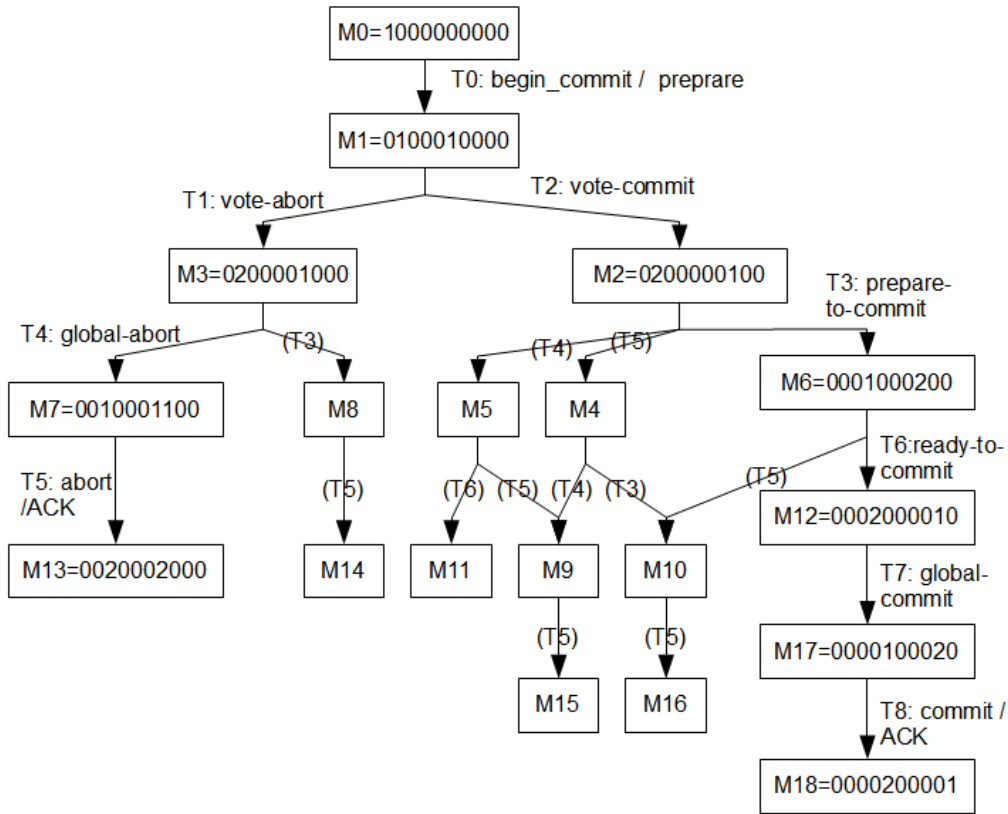 M0=1000000000
T0: begin_commit / preprare
M1=0100010000
T1: vote-abort
T2: vote-commit
M3=0200001000
M2=0200000100
T3: prepare-
to-commit
T4: global-abort
(T3)
(T4)
(T5)
M7=0010001100
M8
M5
M4
M6=0001000200
T5: abort
/ACK
(T5)
(T6)
(T5)
(T4)
(T3)
(T5)
T6:ready-to-
commit
M13=0020002000
M14
M11
M9
M10
M12=0002000010
T7: global-
commit
(T5)
(T5)
M15
M16
M17=0000100020
T8: commit /
ACK
M18=0000200001